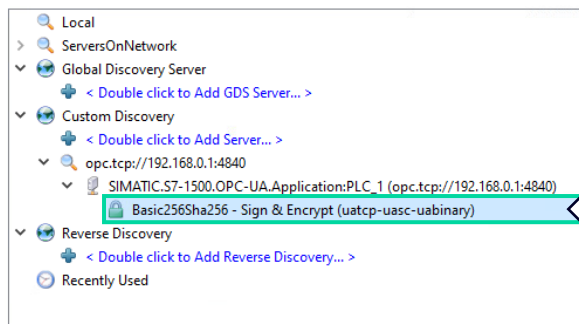 Local
ServersOnNetwork
Global Discovery Server
< Double click to Add GDS Server... >
Custom Discovery
< Double click to Add Server... >
opc.tcp://192.168.0.1:4840
SIMATIC.S7-1500.OPC-UA.Application:PLC_1 (opc.tcp://192.168.0.1:4840)
Basic256Sha256 - Sign & Encrypt (uatcp-uasc-uabinary)
Reverse Discovery
< Double click to Add Reverse Discovery... >
Recently Used